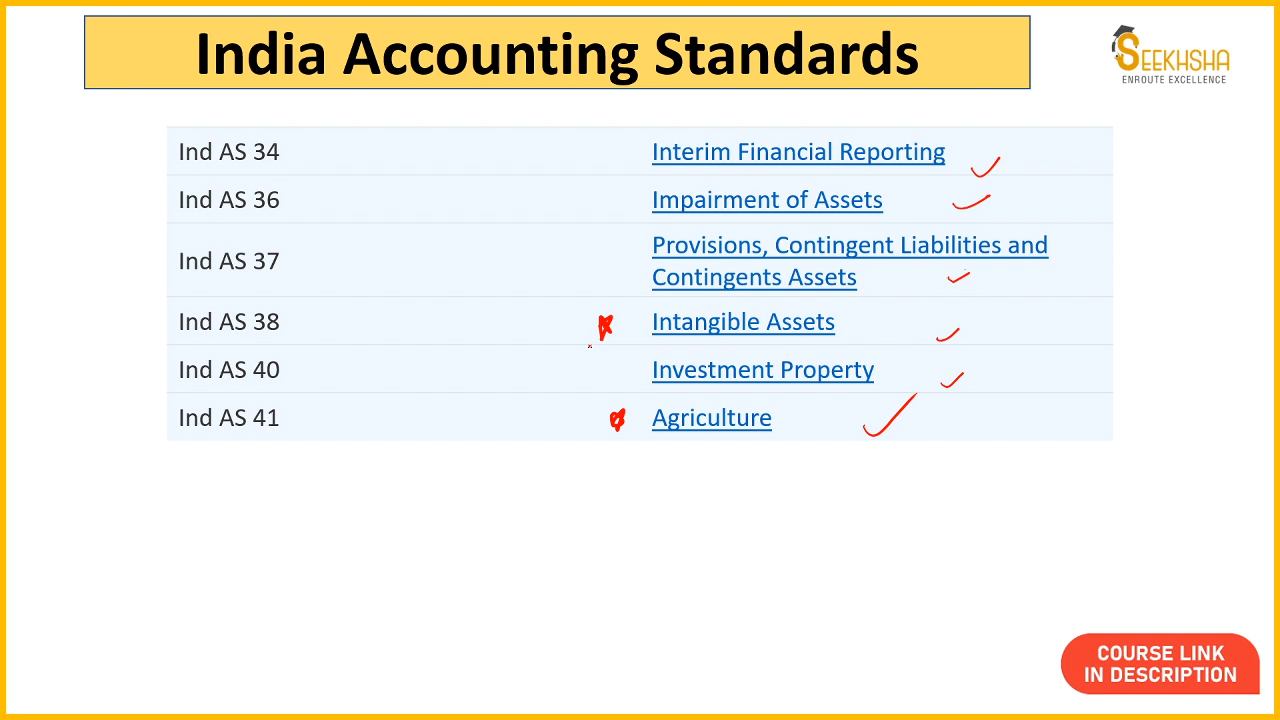 India Accounting Standards
SEEKHSHA
ENROUTE EXCELLENCE
Ind AS 34 Interim Financial Reporting
Ind AS 36 Impairment of Assets
Ind AS 37 Provisions, Contingent Liabilities and
Contingents Assets
Ind AS 38 Intangible Assets
Ind AS 40 Investment Property
Ind AS 41 Agriculture
COURSE LINK
IN DESCRIPTION